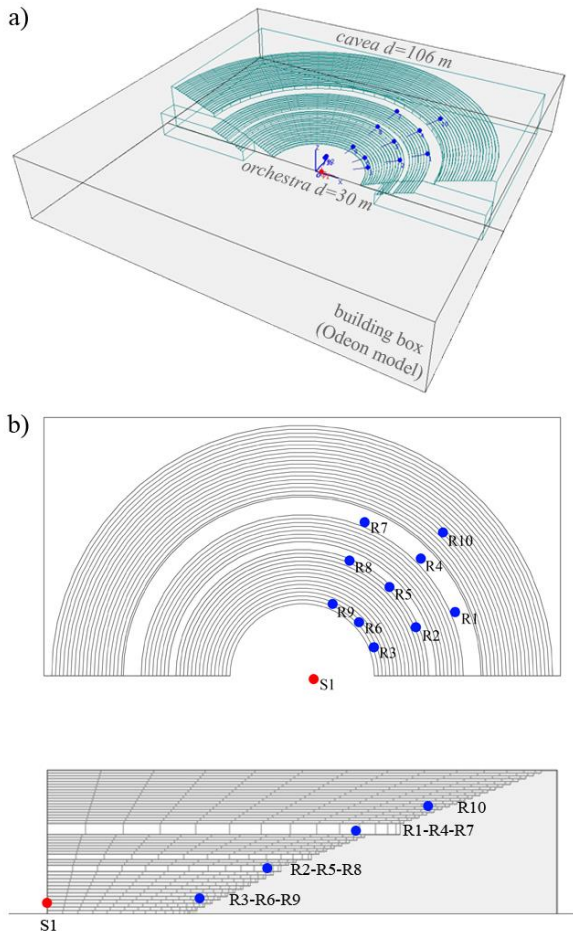 a)
cavea d=106 m
orchestra d=30 m
building box
(Odeon model)
b)
R7
R10
R4
R8
R5
R9
R1
R6
R2
R3
S1
R10
R1-R4-R7
R2-R5-R8
R3-R6-R9
S1